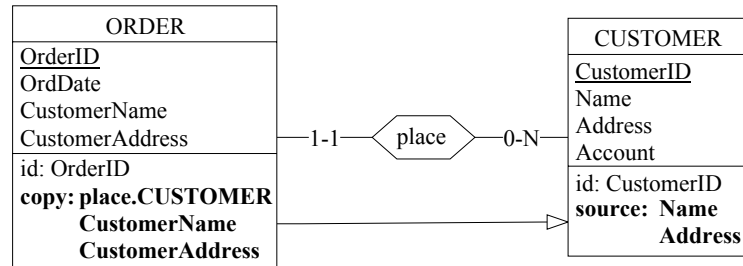 ORDER
OrderID
OrdDate
CustomerName
CustomerAddress
id: OrderID
copy: place.CUSTOMER
CustomerName
CustomerAddress
1-1
place
0-N
CUSTOMER
CustomerID
Name
Address
Account
id: CustomerID
source: Name
Address